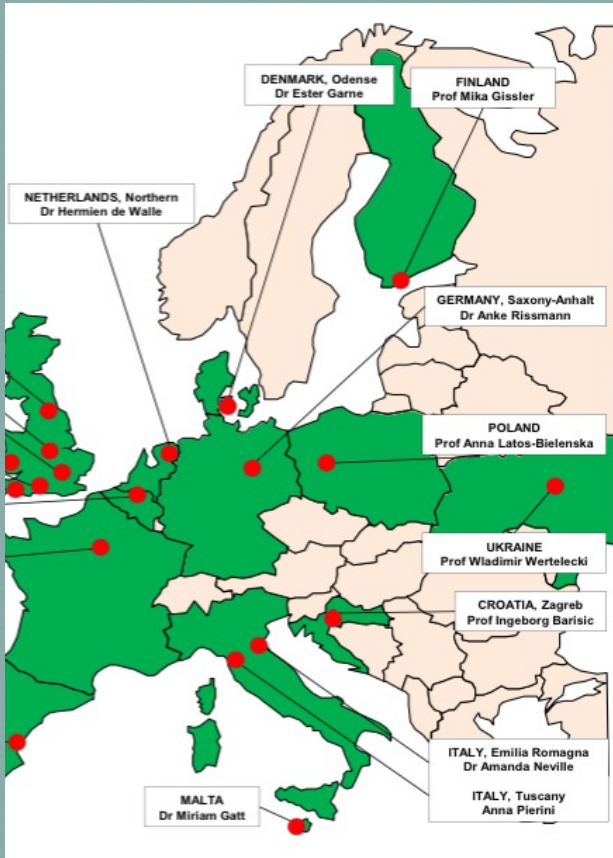 DENMARK, Odense
Dr Ester Garne
FINLAND
Prof Mika Gissler
NETHERLANDS, Northern
Dr Hermien de Walle
GERMANY, Saxony-Anhalt
Dr Anke Rissmann
POLAND
Prof Anna Latos-Bielenska
UKRAINE
Prof Wladimir Wertelecki
CROATIA, Zagreb
Prof Ingeborg Barisic
ITALY, Emilia Romagna
Dr Amanda Neville
ITALY, Tuscany
Anna Pierini
MALTA
Dr Miriam Gatt